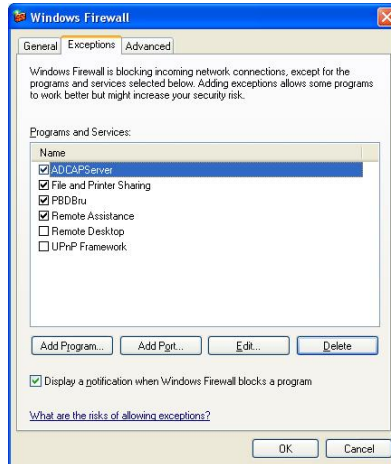 Windows Firewall
General
Exceptions
Advanced
Windows Firewall is blocking incoming network connections, except for the
programs and services selected below. Adding exceptions allows some programs
to work better but might increase your security risk.
Programs and Services:
Name
ADCAPServer
File and Printer Sharing
PBDBru
Remote Assistance
Remote Desktop
UPnP Framework
Add Program...
Add Port...
Edit...
Delete
Display a notification when Windows Firewall blocks a program
What are the risks of allowing exceptions?
OK
Cancel